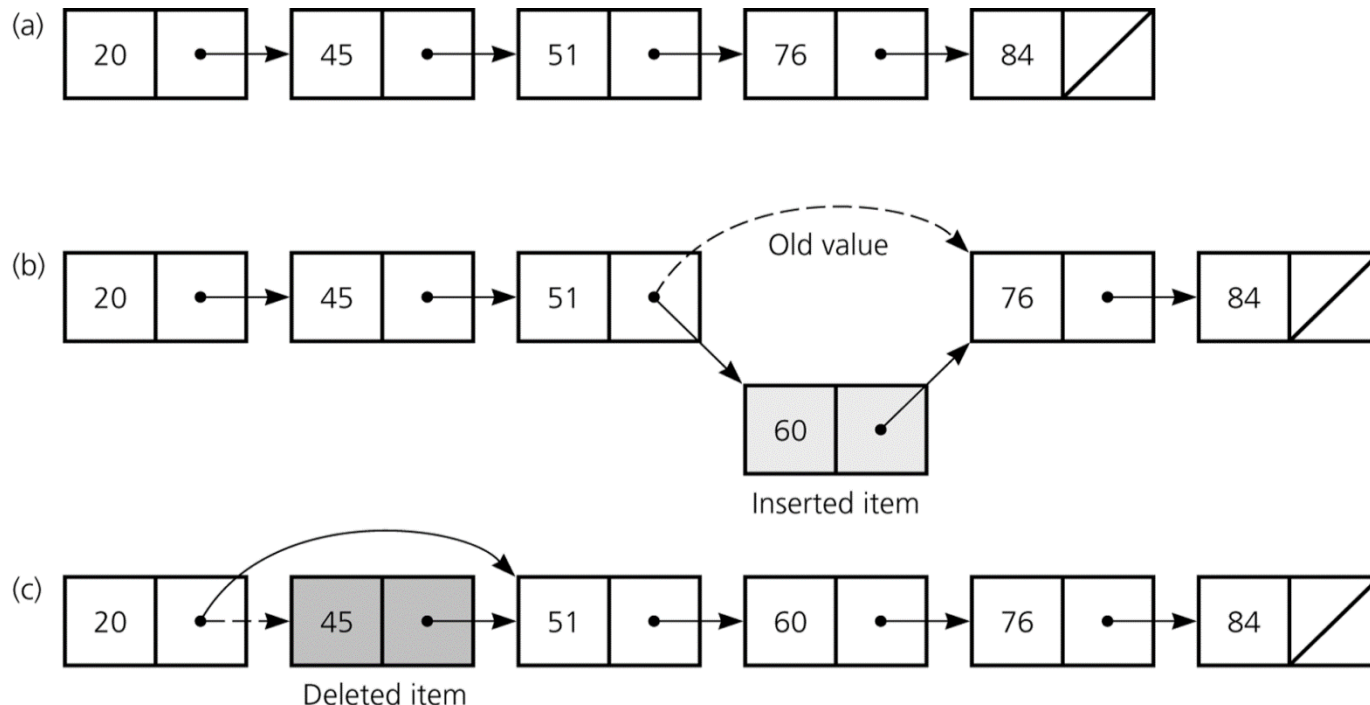 (a) 20 45 51 76 84
Old value
(b) 20 45 51 76 84
60
Inserted item
(c) 20 45 51 60 76 84
Deleted item